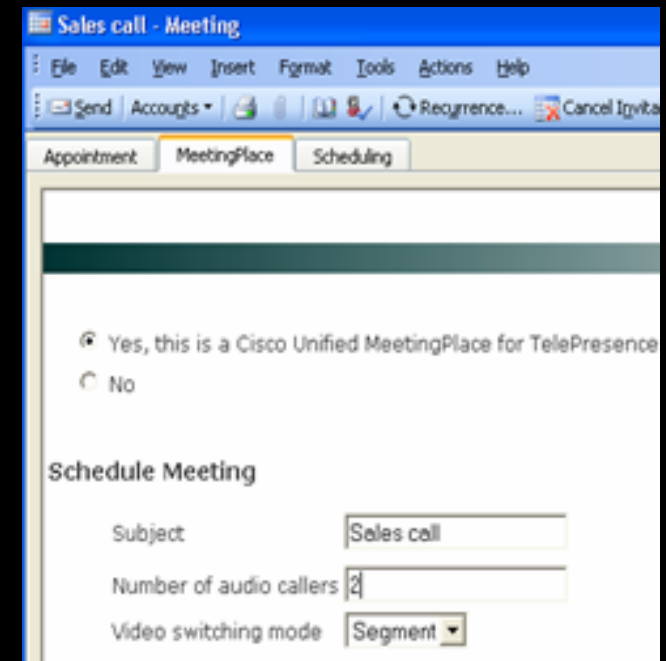 Sales call - Meeting
File Edit View Insert Format Tools Actions Help
Send Accounts Recurrence... Cancel Invita
Appointment MeetingPlace Scheduling
Yes, this is a Cisco Unified MeetingPlace for TelePresence
No
Schedule Meeting
Subject Sales call
Number of audio callers 2
Video switching mode Segment